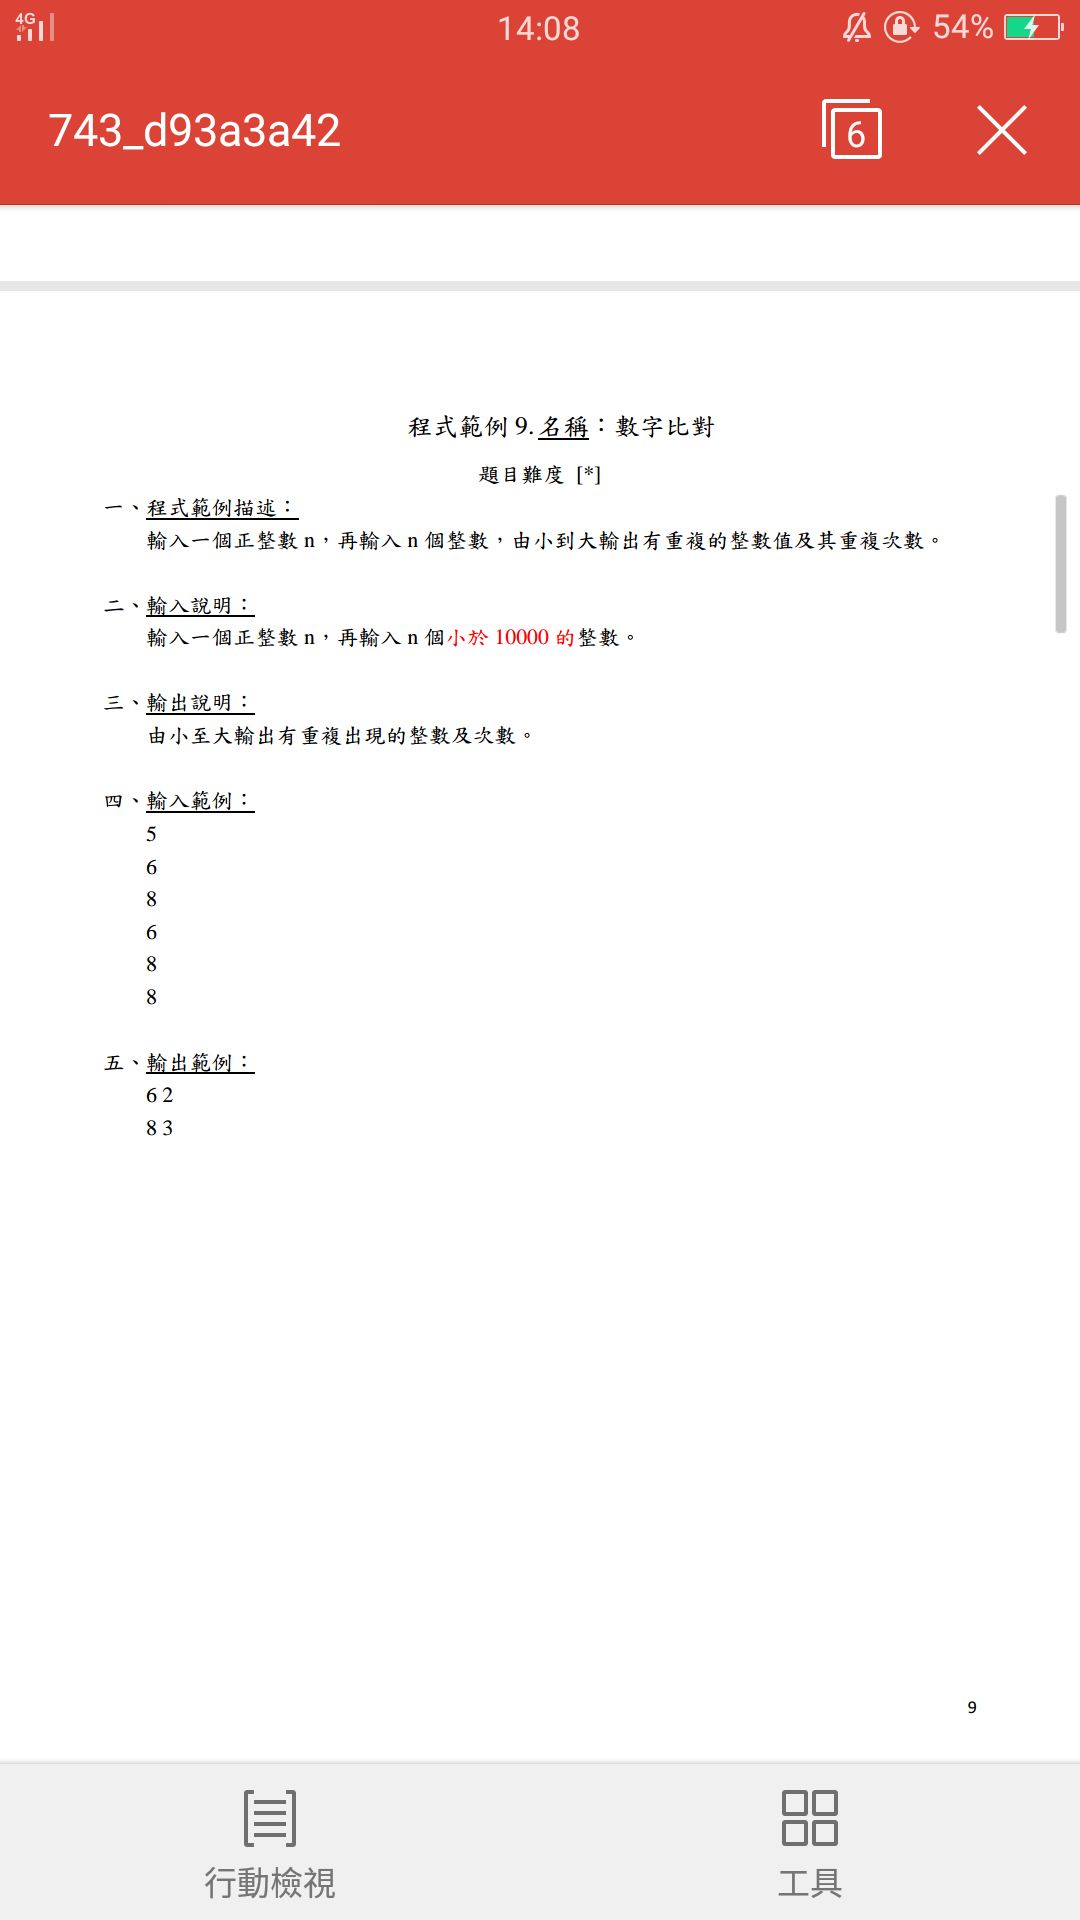 4G 14:08 54%
743_d93a3a42 6
程式範例 9.名稱：數字比對
題目難度 [*]
一、程式範例描述：
輸入一個正整數 n，再輸入 n 個整數，由小到大輸出有重複的整數值及其重複次數。
二、輸入說明：
輸入一個正整數 n，再輸入 n 個小於 10000 的整數。
三、輸出說明：
由小至大輸出有重複出現的整數及次數。
四、輸入範例：
5
6
8
6
8
8
五、輸出範例：
6 2
8 3
9
行動檢視 工具